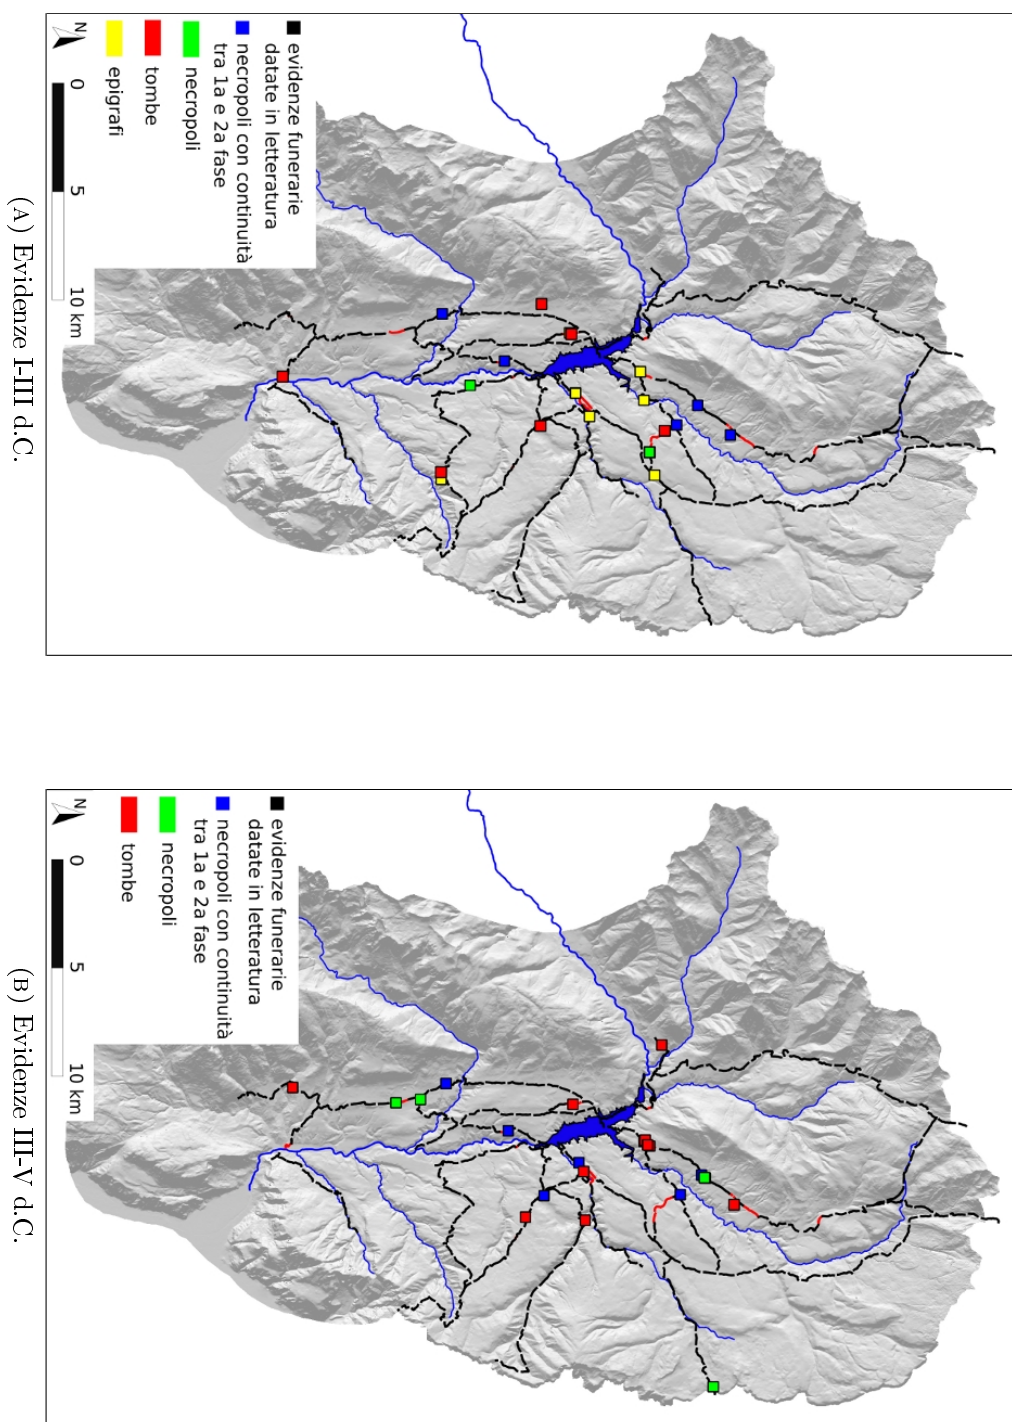 evidenze funerarie
datate in letteratura
necropoli con continuità
tra 1a e 2a fase
necropoli
tombe
epigrafi
N
0
5
10 km
(A) Evidenze I-III d.C.
evidenze funerarie
datate in letteratura
necropoli con continuità
tra 1a e 2a fase
necropoli
tombe
N
0
5
10 km
(B) Evidenze III-V d.C.